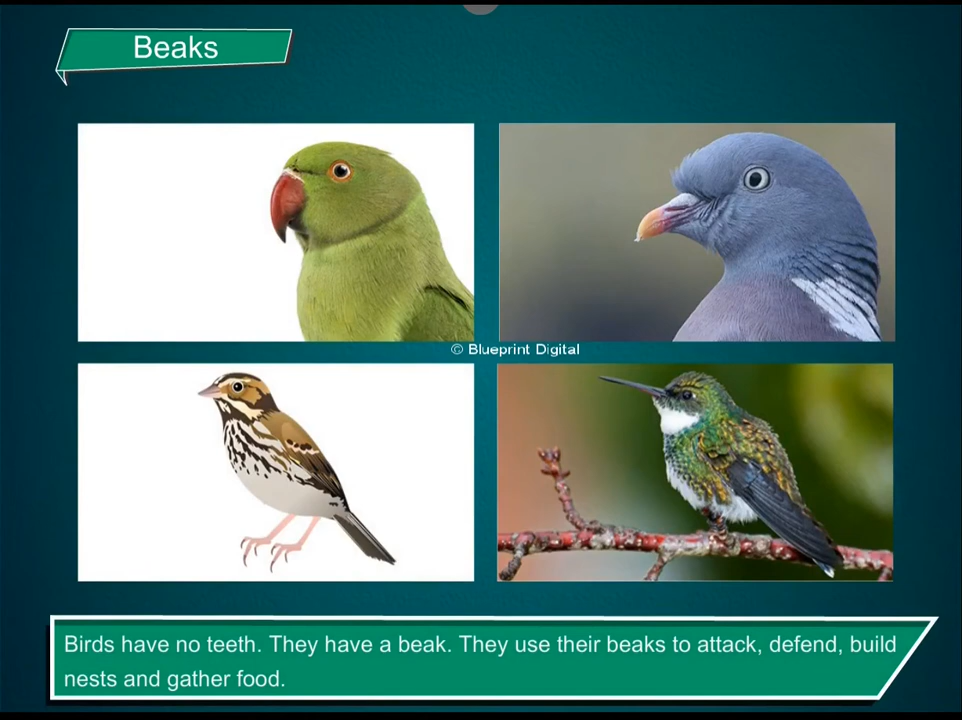 Beaks
© Blueprint Digital
Birds have no teeth. They have a beak. They use their beaks to attack, defend, build
nests and gather food.